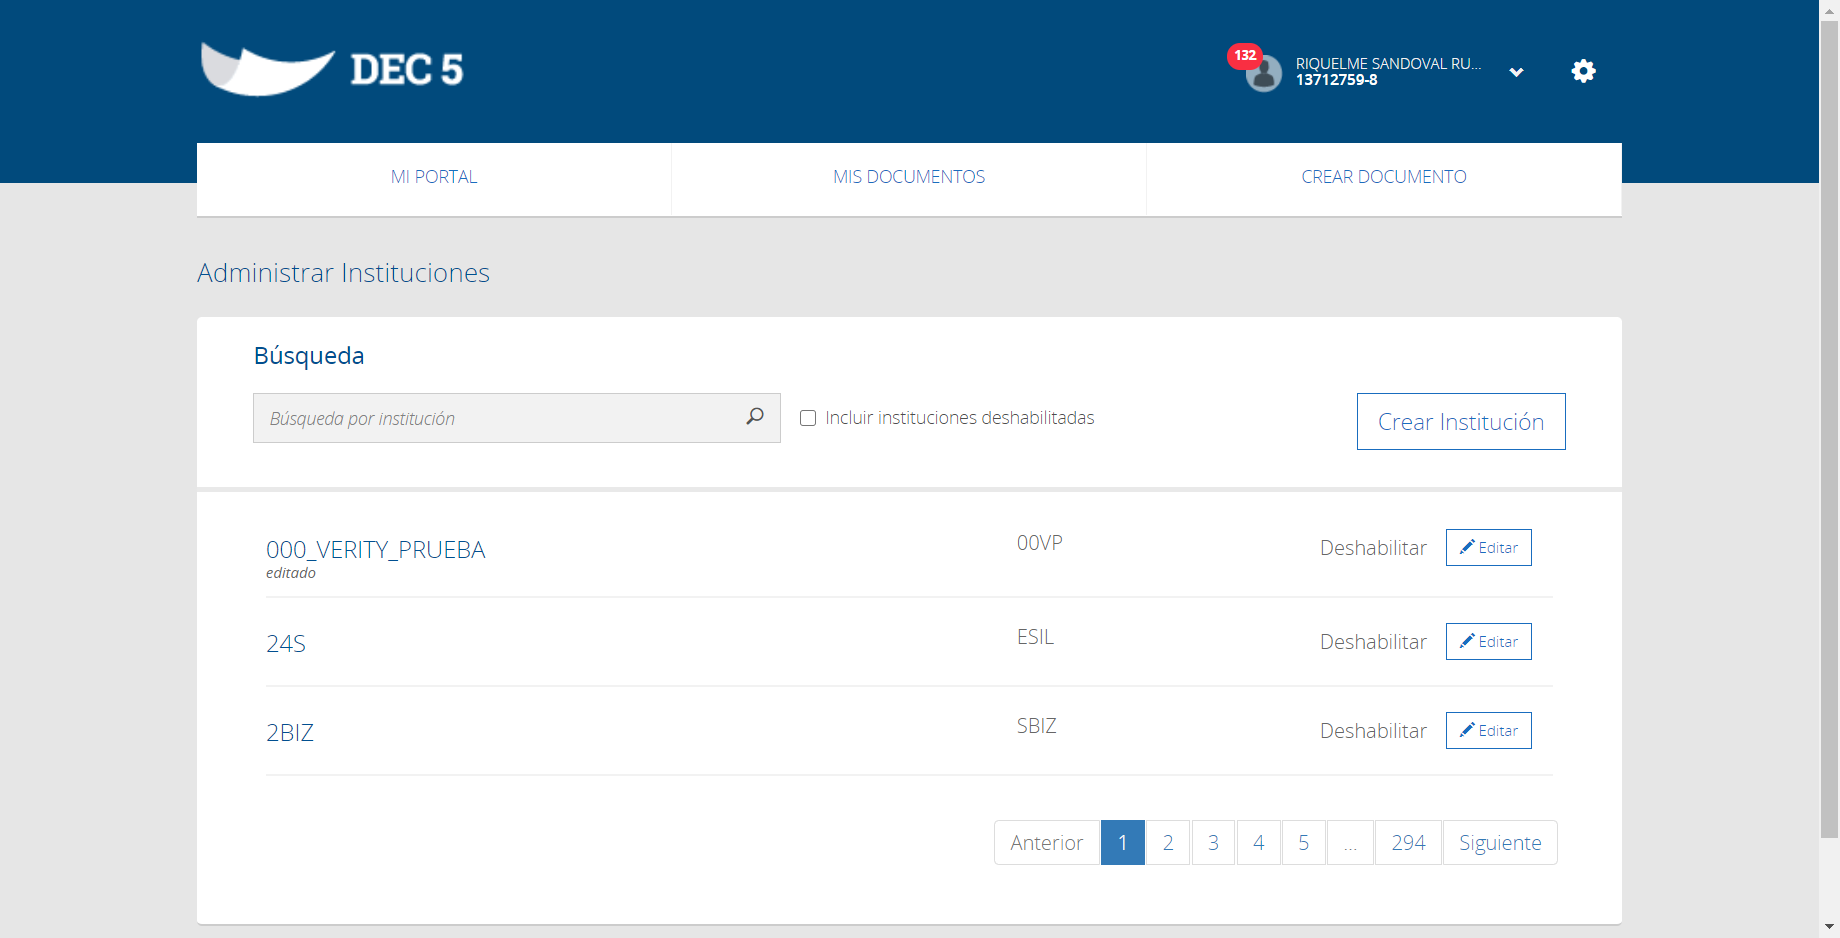 DEC 5
132
RIQUELME SANDOVAL RU...
13712759-8
MI PORTAL
MIS DOCUMENTOS
CREAR DOCUMENTO
Administrar Instituciones
Búsqueda
Búsqueda por institución
Incluir instituciones deshabilitadas
Crear Institución
000_VERITY_PRUEBA
editado
00VP
Deshabilitar
Editar
24S
ESIL
Deshabilitar
Editar
2BIZ
SBIZ
Deshabilitar
Editar
Anterior 1 2 3 4 5 ... 294 Siguiente